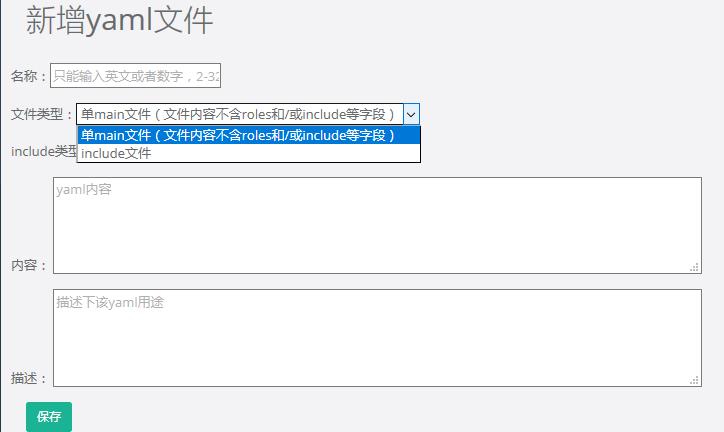 新增yaml文件
名称： 只能输入英文或者数字，2-32
文件类型： 单main文件（文件内容不含roles和/或include等字段）
单main文件（文件内容不含roles和/或include等字段）
include类型
include文件
yaml内容
内容：
描述下该yaml用途
描述：
保存